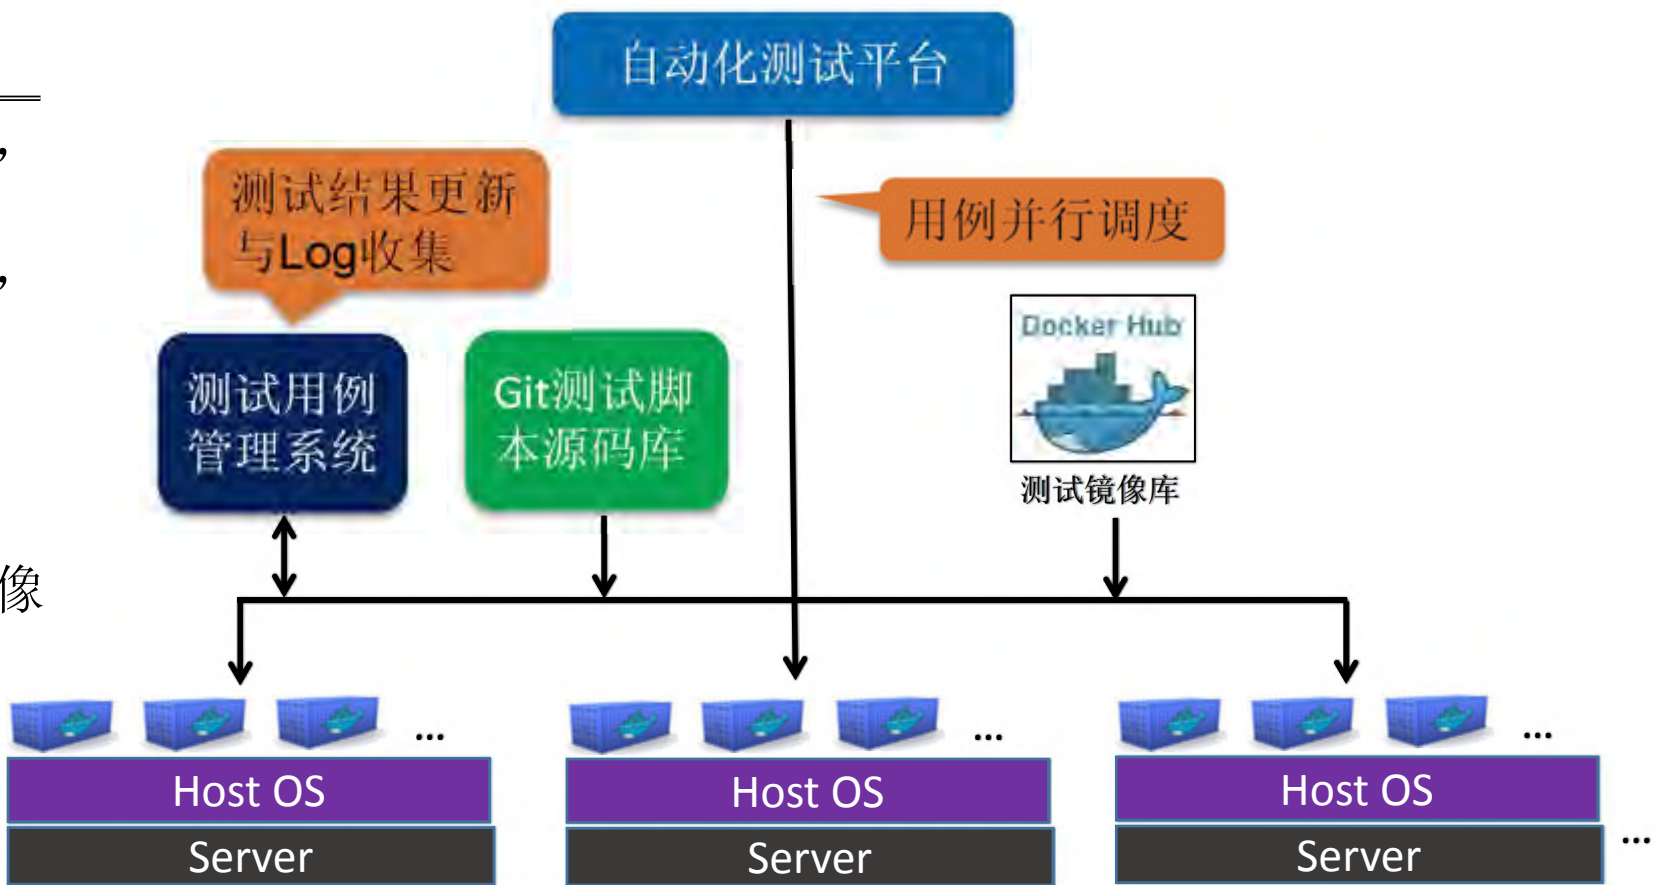 自动化测试平台
，
测试结果更新
与Log收集
用例并行调度
，
Docker Hub
测试用例
管理系统
Git测试脚
本源码库
测试镜像库
像
...
...
...
Host OS
Host OS
Host OS
Server
Server
Server
...